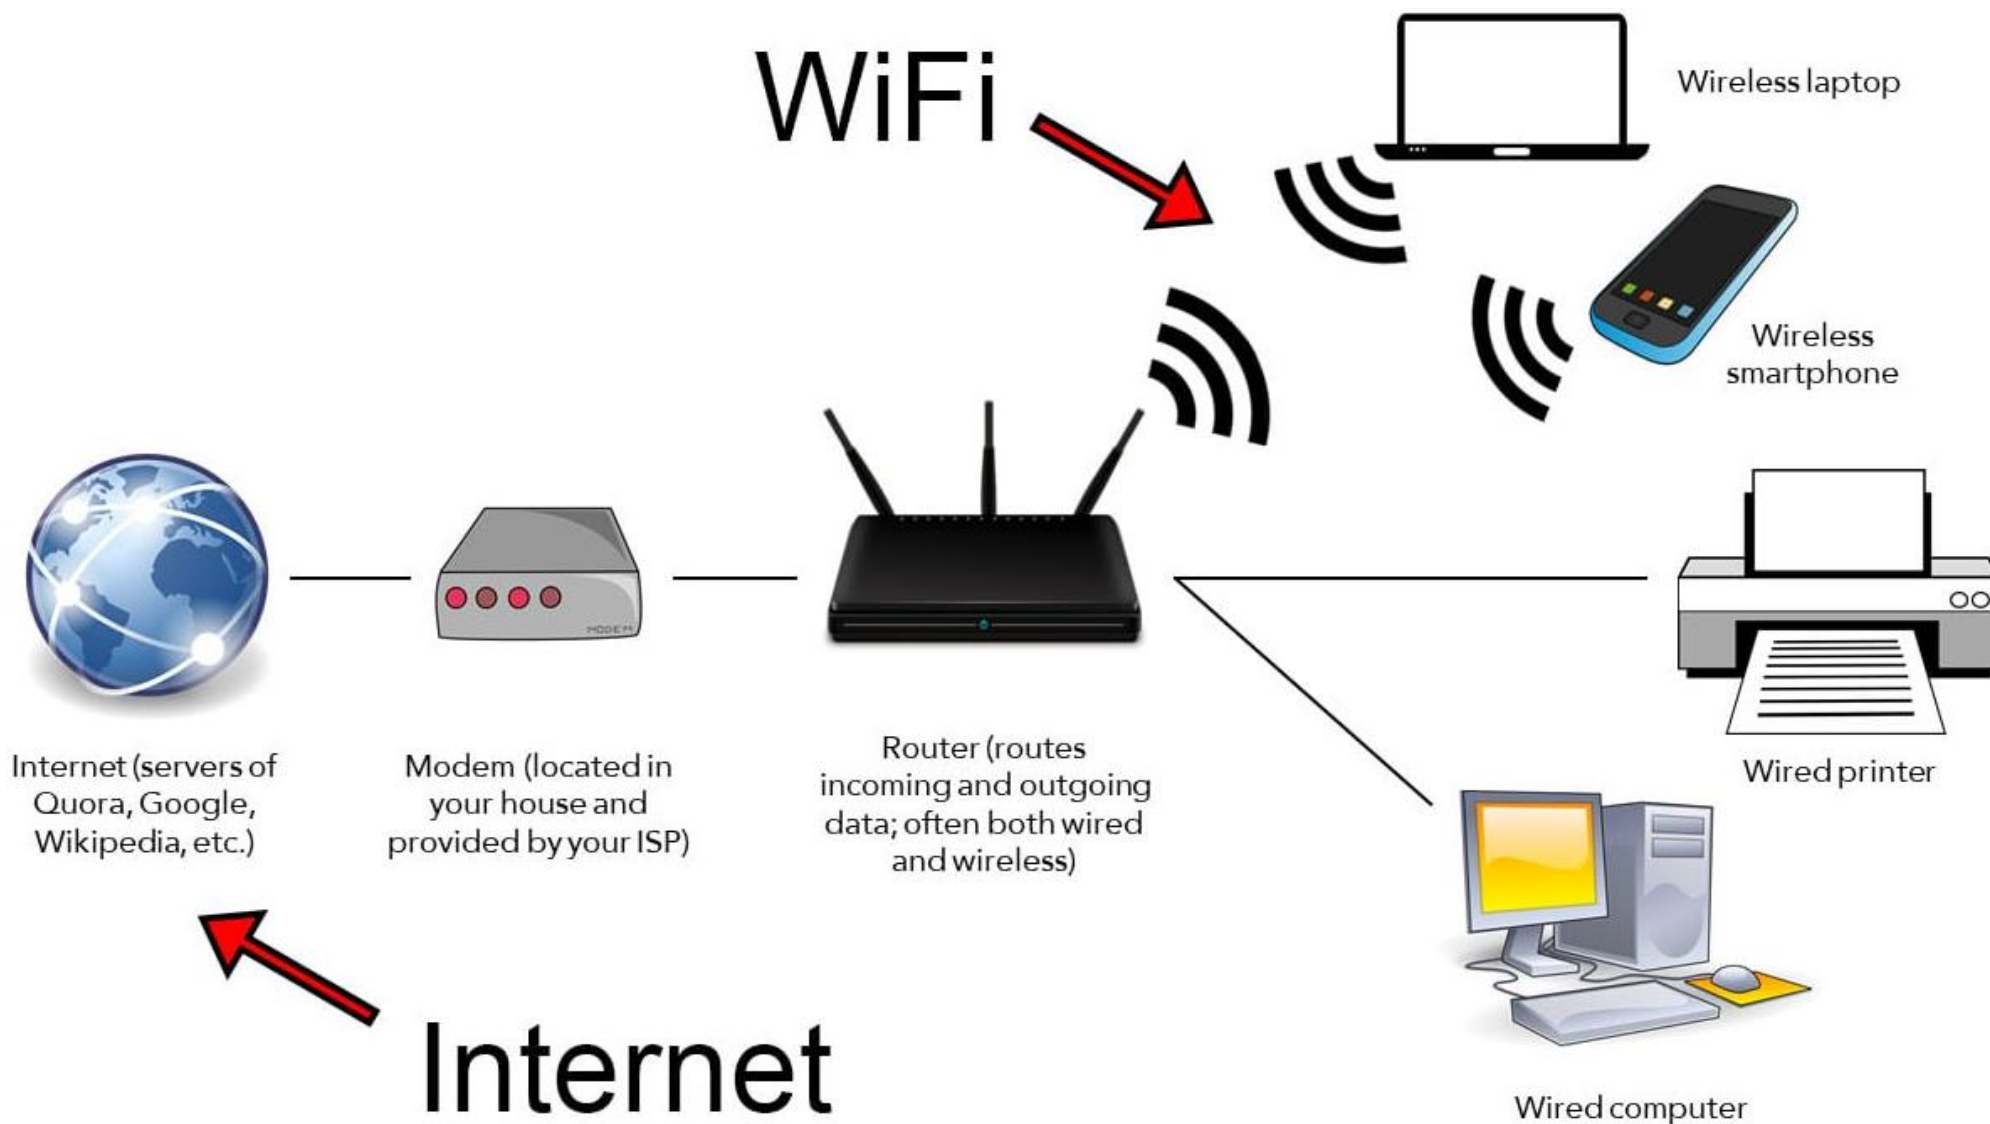 WiFi
Wireless laptop
Wireless
smartphone
Internet (servers of
Quora, Google,
Wikipedia, etc.)
MODEM
Modem (located in
your house and
provided by your ISP)
Router (routes
incoming and outgoing
data; often both wired
and wireless)
Wired printer
Internet
Wired computer